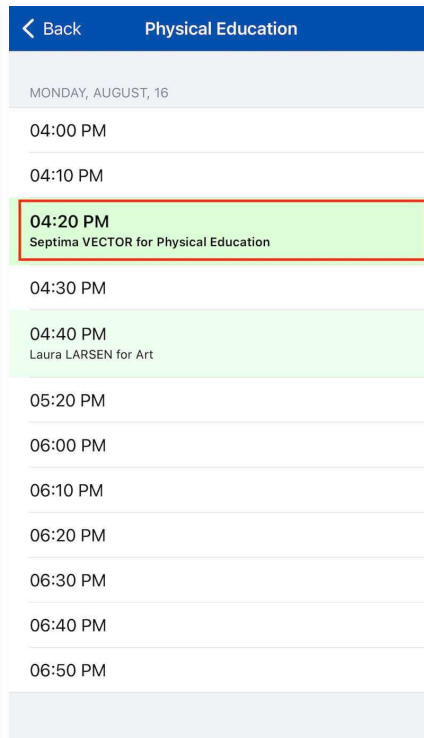 Back
Physical Education
MONDAY, AUGUST, 16
04:00 PM
04:10 PM
04:20 PM
Septima VECTOR for Physical Education
04:30 PM
04:40 PM
Laura LARSEN for Art
05:20 PM
06:00 PM
06:10 PM
06:20 PM
06:30 PM
06:40 PM
06:50 PM